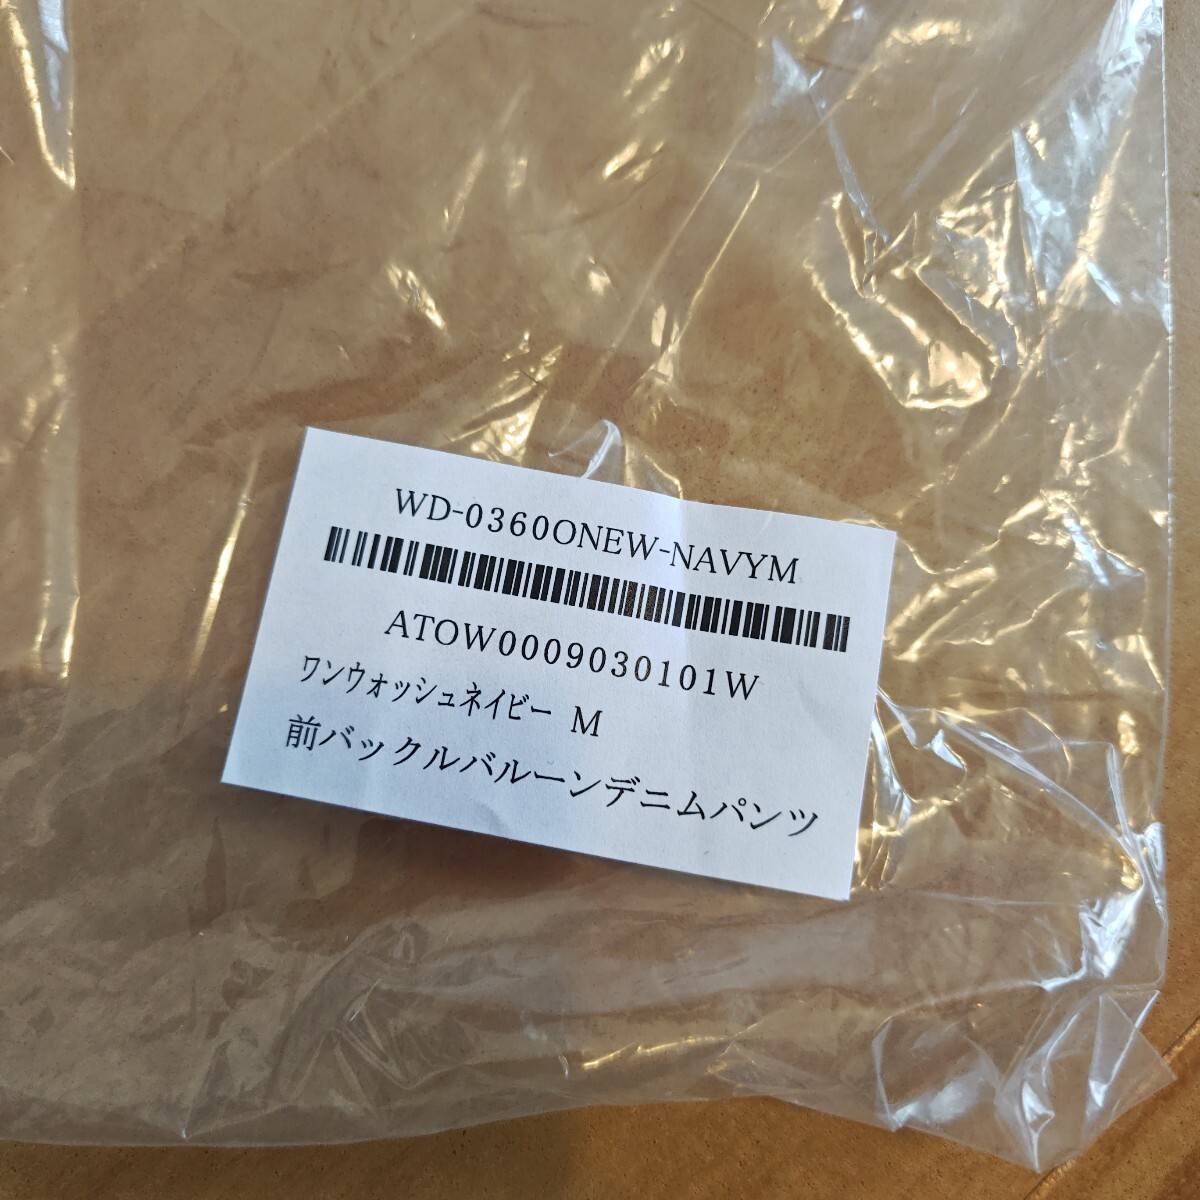 WD-0360ONEW-NAVYM
ATOW0009030101W
ワンウォッシュネイビー M
前バックルバルーンデニムパンツ